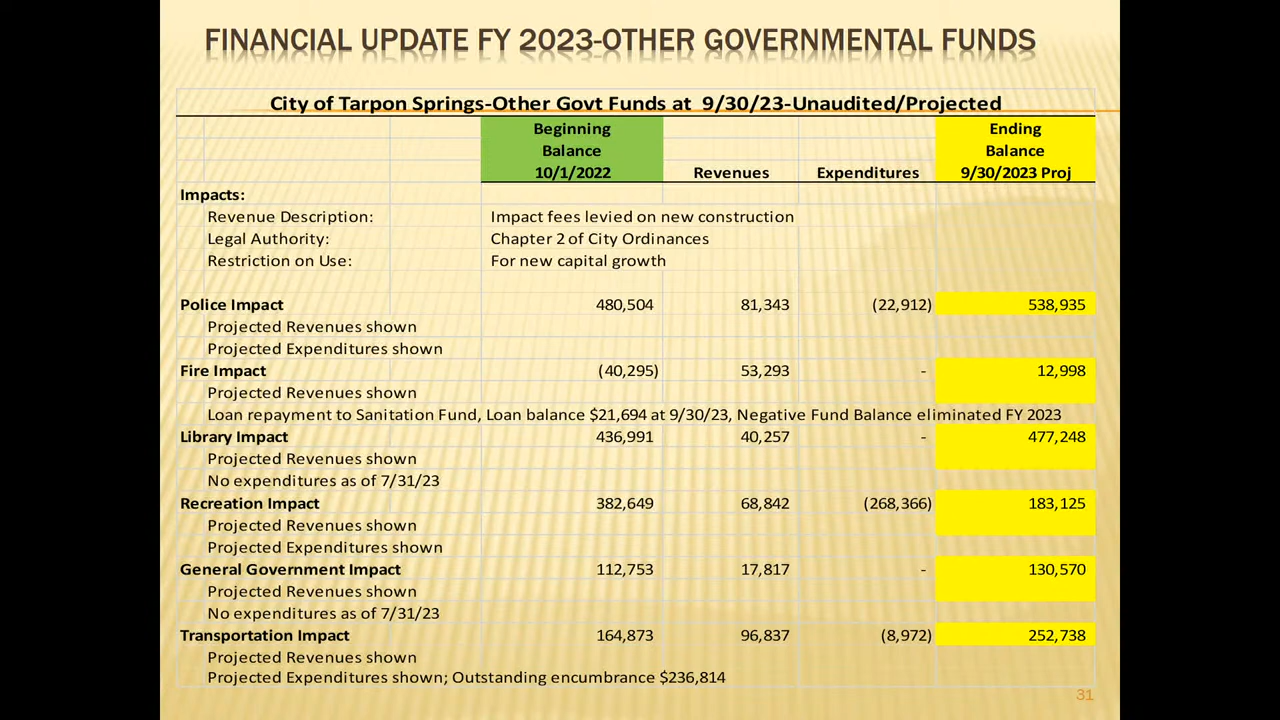 FINANCIAL UPDATE FY 2023-OTHER GOVERNMENTAL FUNDS
City of Tarpon Springs-Other Govt Funds at 9/30/23-Unaudited/Projected
Beginning Ending
Balance Balance
10/1/2022 Revenues Expenditures 9/30/2023 Proj
Impacts:
Revenue Description: Impact fees levied on new construction
Legal Authority: Chapter 2 of City Ordinances
Restriction on Use: For new capital growth
Police Impact 480,504 81,343 (22,912) 538,935
Projected Revenues shown
Projected Expenditures shown
Fire Impact (40,295) 53,293 - 12,998
Projected Revenues shown
Loan repayment to Sanitation Fund, Loan balance $21,694 at 9/30/23, Negative Fund Balance eliminated FY 2023
Library Impact 436,991 40,257 - 477,248
Projected Revenues shown
No expenditures as of 7/31/23
Recreation Impact 382,649 68,842 (268,366) 183,125
Projected Revenues shown
Projected Expenditures shown
General Government Impact 112,753 17,817 - 130,570
Projected Revenues shown
No expenditures as of 7/31/23
Transportation Impact 164,873 96,837 (8,972) 252,738
Projected Revenues shown
Projected Expenditures shown; Outstanding encumbrance $236,814
31